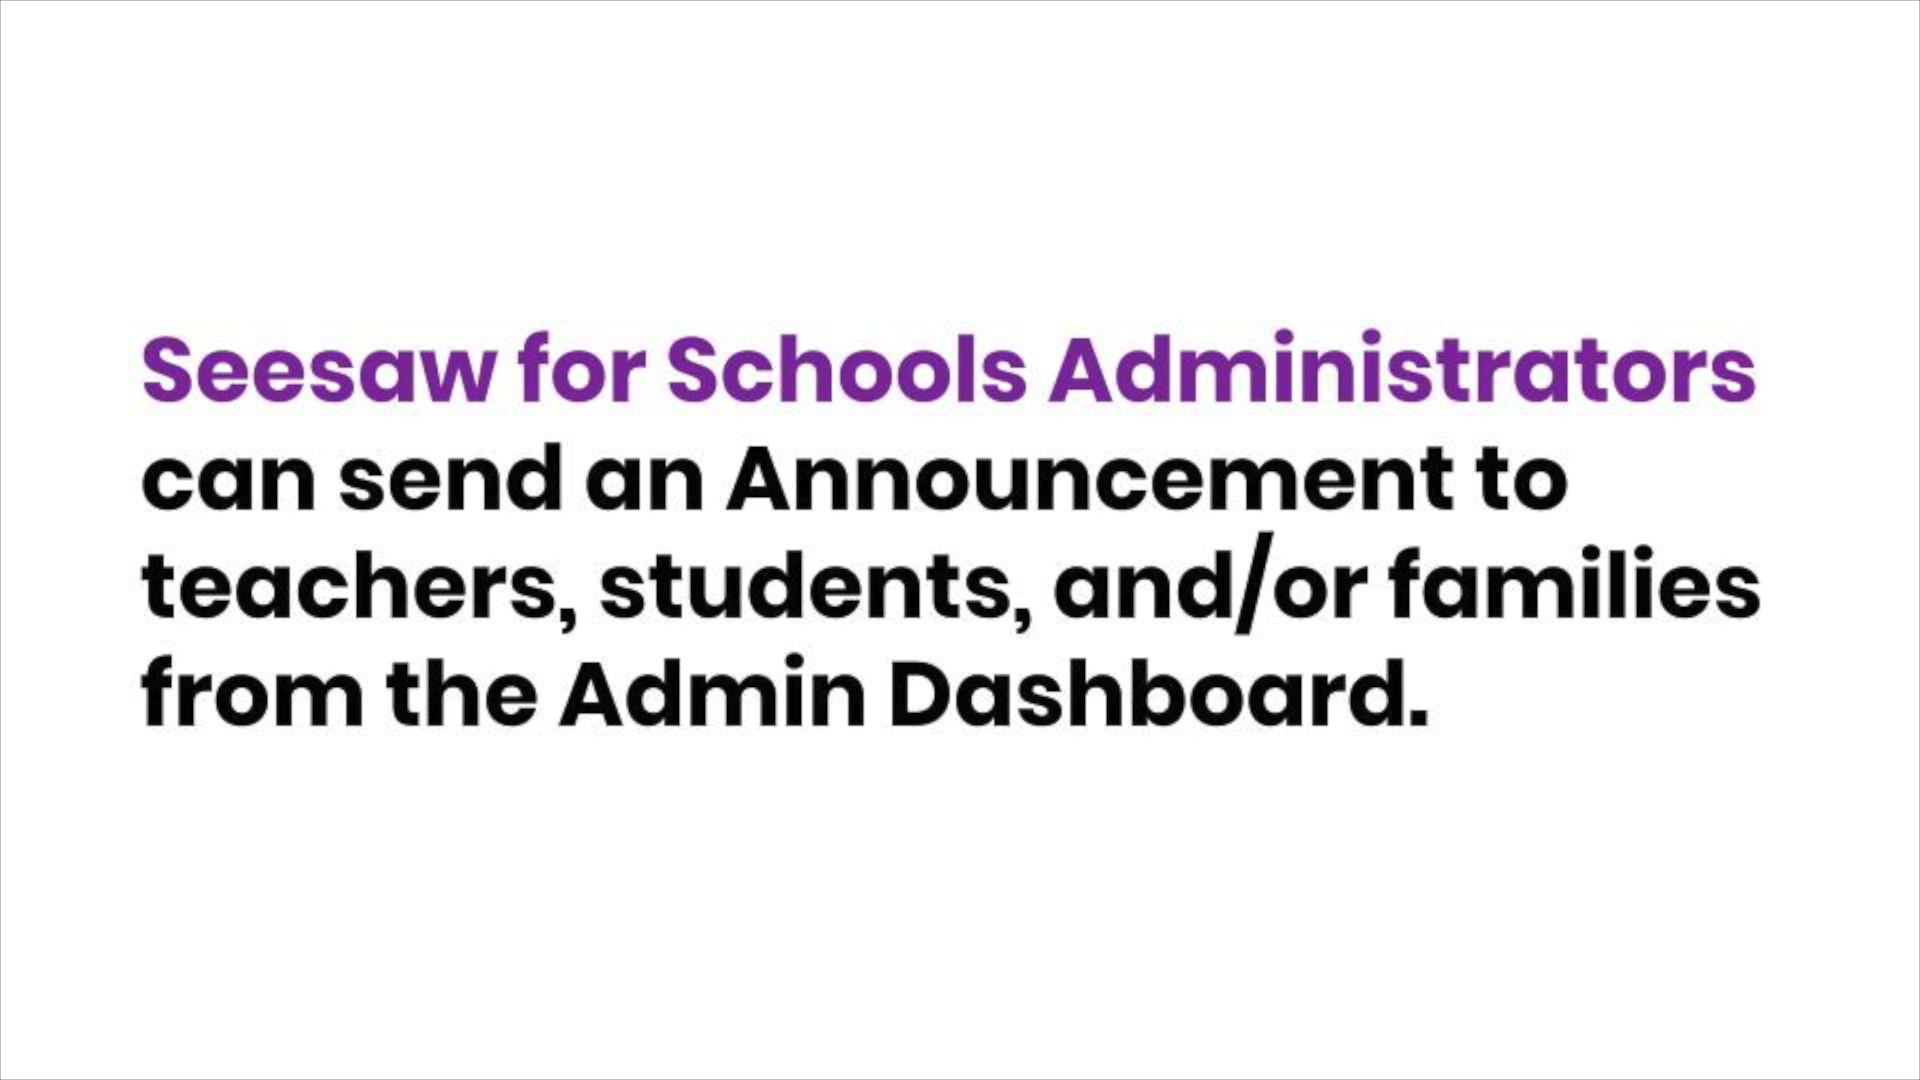 Seesaw for Schools Administrators
can send an Announcement to
teachers, students, and/or families
from the Admin Dashboard.